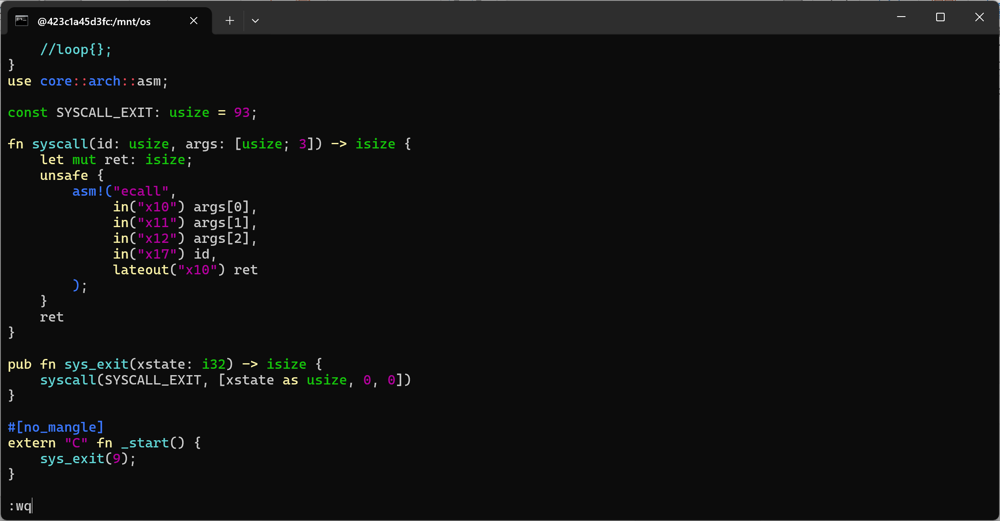 @423c1a45d3fc:/mnt/os
//loop{};
}
use core::arch::asm;
const SYSCALL_EXIT: usize = 93;
fn syscall(id: usize, args: [usize; 3]) -> isize {
let mut ret: isize;
unsafe {
asm!("ecall",
in("x10") args[0],
in("x11") args[1],
in("x12") args[2],
in("x17") id,
lateout("x10") ret
);
}
ret
}
pub fn sys_exit(xstate: i32) -> isize {
syscall(SYSCALL_EXIT, [xstate as usize, 0, 0])
}
#[no_mangle]
extern "C" fn _start() {
sys_exit(9);
}
:wq